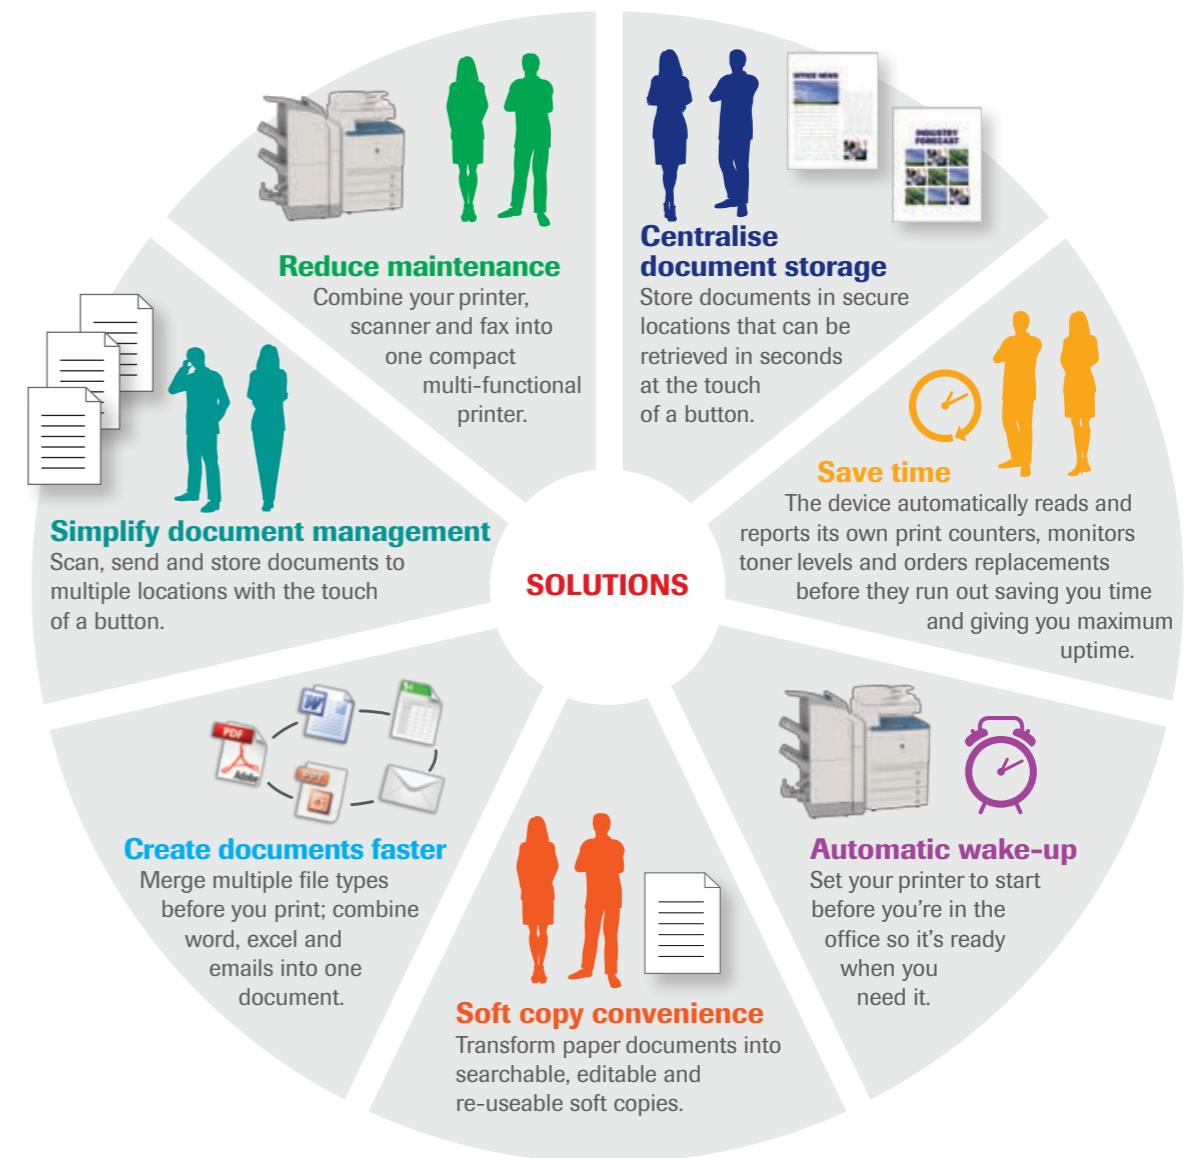 Reduce maintenance
Combine your printer,
scanner and fax into
one compact
multi-functional
printer.
Centralise
document storage
Store documents in secure
locations that can be
retrieved in seconds
at the touch
of a button.
OFFICE NEWS
INDUSTRY
FORECAST
Save time
The device automatically reads and
reports its own print counters, monitors
toner levels and orders replacements
before they run out saving you time
and giving you maximum
uptime.
Simplify document management
Scan, send and store documents to
multiple locations with the touch
of a button.
SOLUTIONS
PDF
Adobe
W
PPT
Create documents faster
Merge multiple file types
before you print; combine
word, excel and
emails into one
document.
Soft copy convenience
Transform paper documents into
searchable, editable and
re-useable soft copies.
Automatic wake-up
Set your printer to start
before you're in the
office so it's ready
when you
need it.